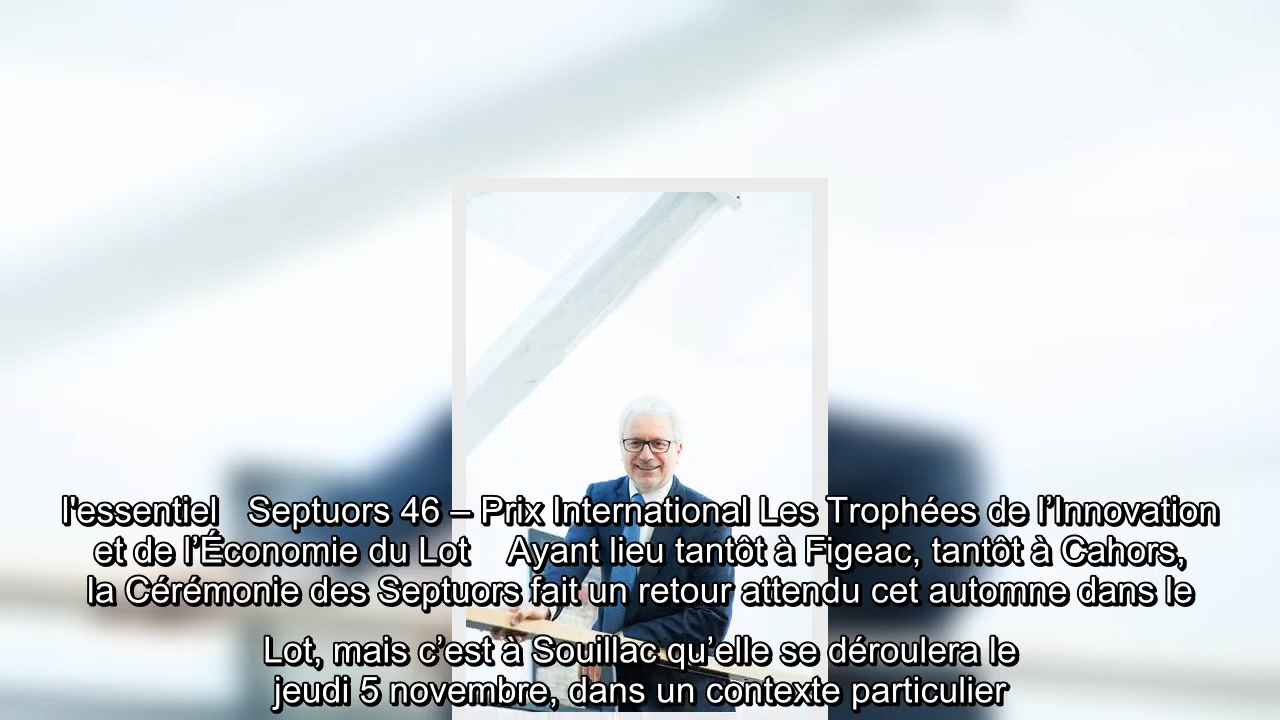 l'essentiel Septuors 46 – Prix International Les Trophées de l’Innovation
et de l’Économie du Lot Ayant lieu tantôt à Figeac, tantôt à Cahors,
la Cérémonie des Septuors fait un retour attendu cet automne dans le
Lot, mais c’est à Souillac qu’elle se déroulera le
jeudi 5 novembre, dans un contexte particulier